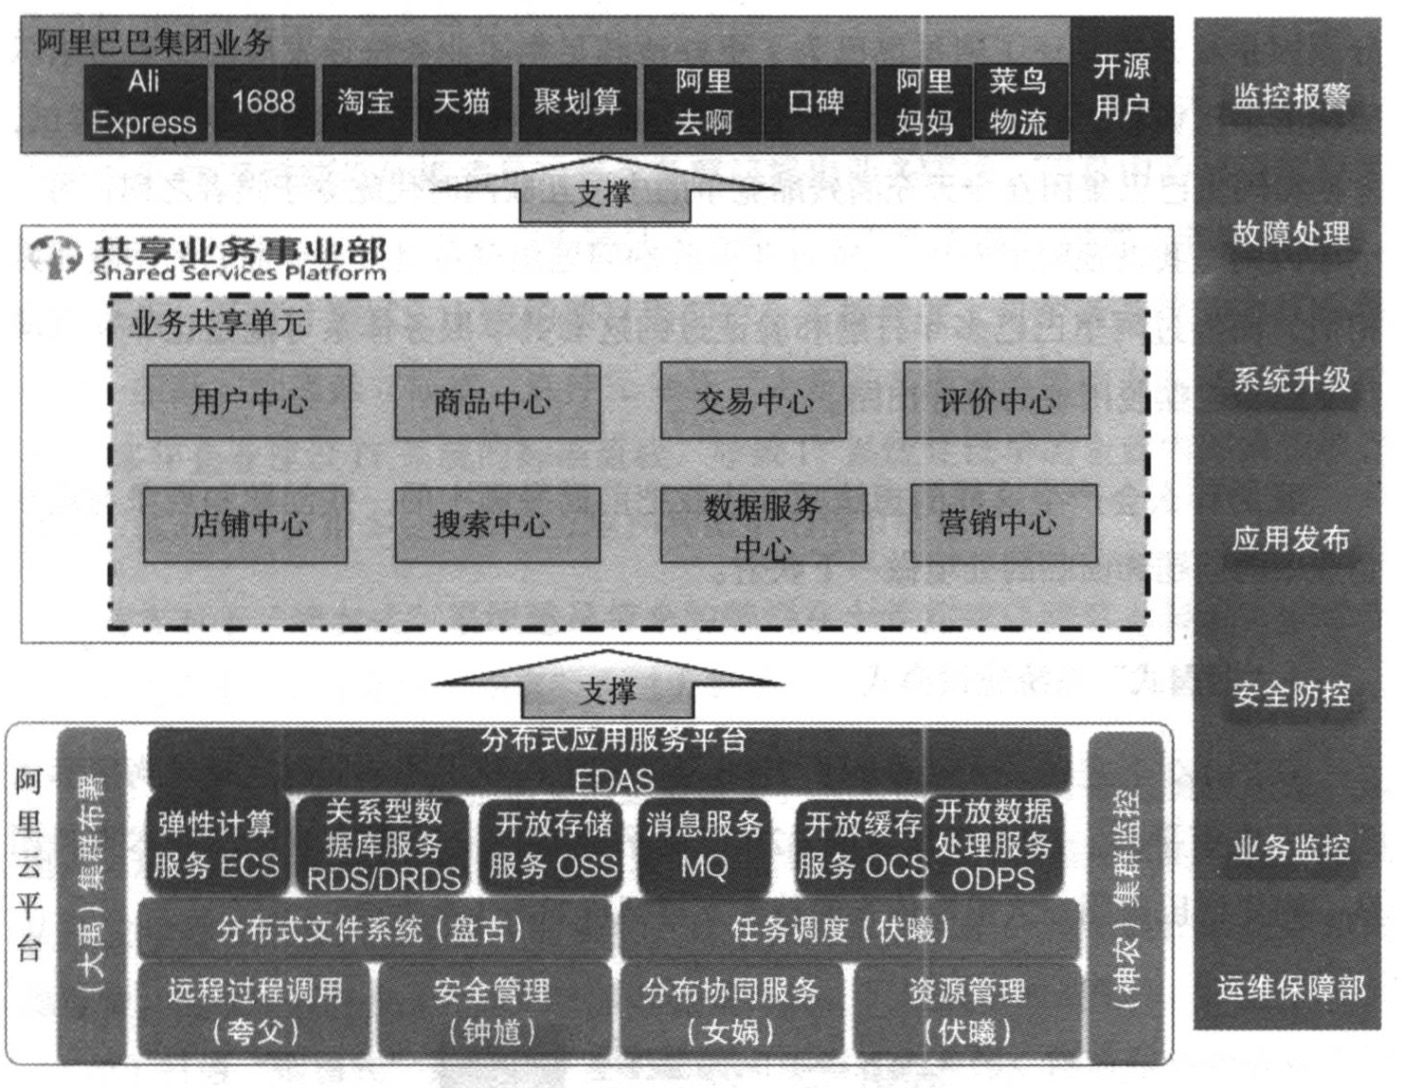 阿里巴巴集团业务
Ali
Express
1688
淘宝
天猫
聚划算
阿里
去啊
口碑
阿里
妈妈
菜鸟
物流
开源
用户
支撑
共享业务事业部
Shared Services Platform
业务共享单元
用户中心
商品中心
交易中心
评价中心
店铺中心
搜索中心
数据服务
中心
营销中心
支撑
阿里云平台
(大禹)集群布署
分布式应用服务平台
EDAS
弹性计算
服务 ECS
关系型数
据库服务
RDS/DRDS
开放存储
服务 OSS
消息服务
MQ
开放缓存
服务 OCS
开放数据
处理服务
ODPS
分布式文件系统(盘古)
任务调度(伏曦)
远程过程调用
(夸父)
安全管理
(钟馗)
分布协同服务
(女娲)
资源管理
(伏曦)
(神农)集群监控
监控报警
故障处理
系统升级
应用发布
安全防控
业务监控
运维保障部